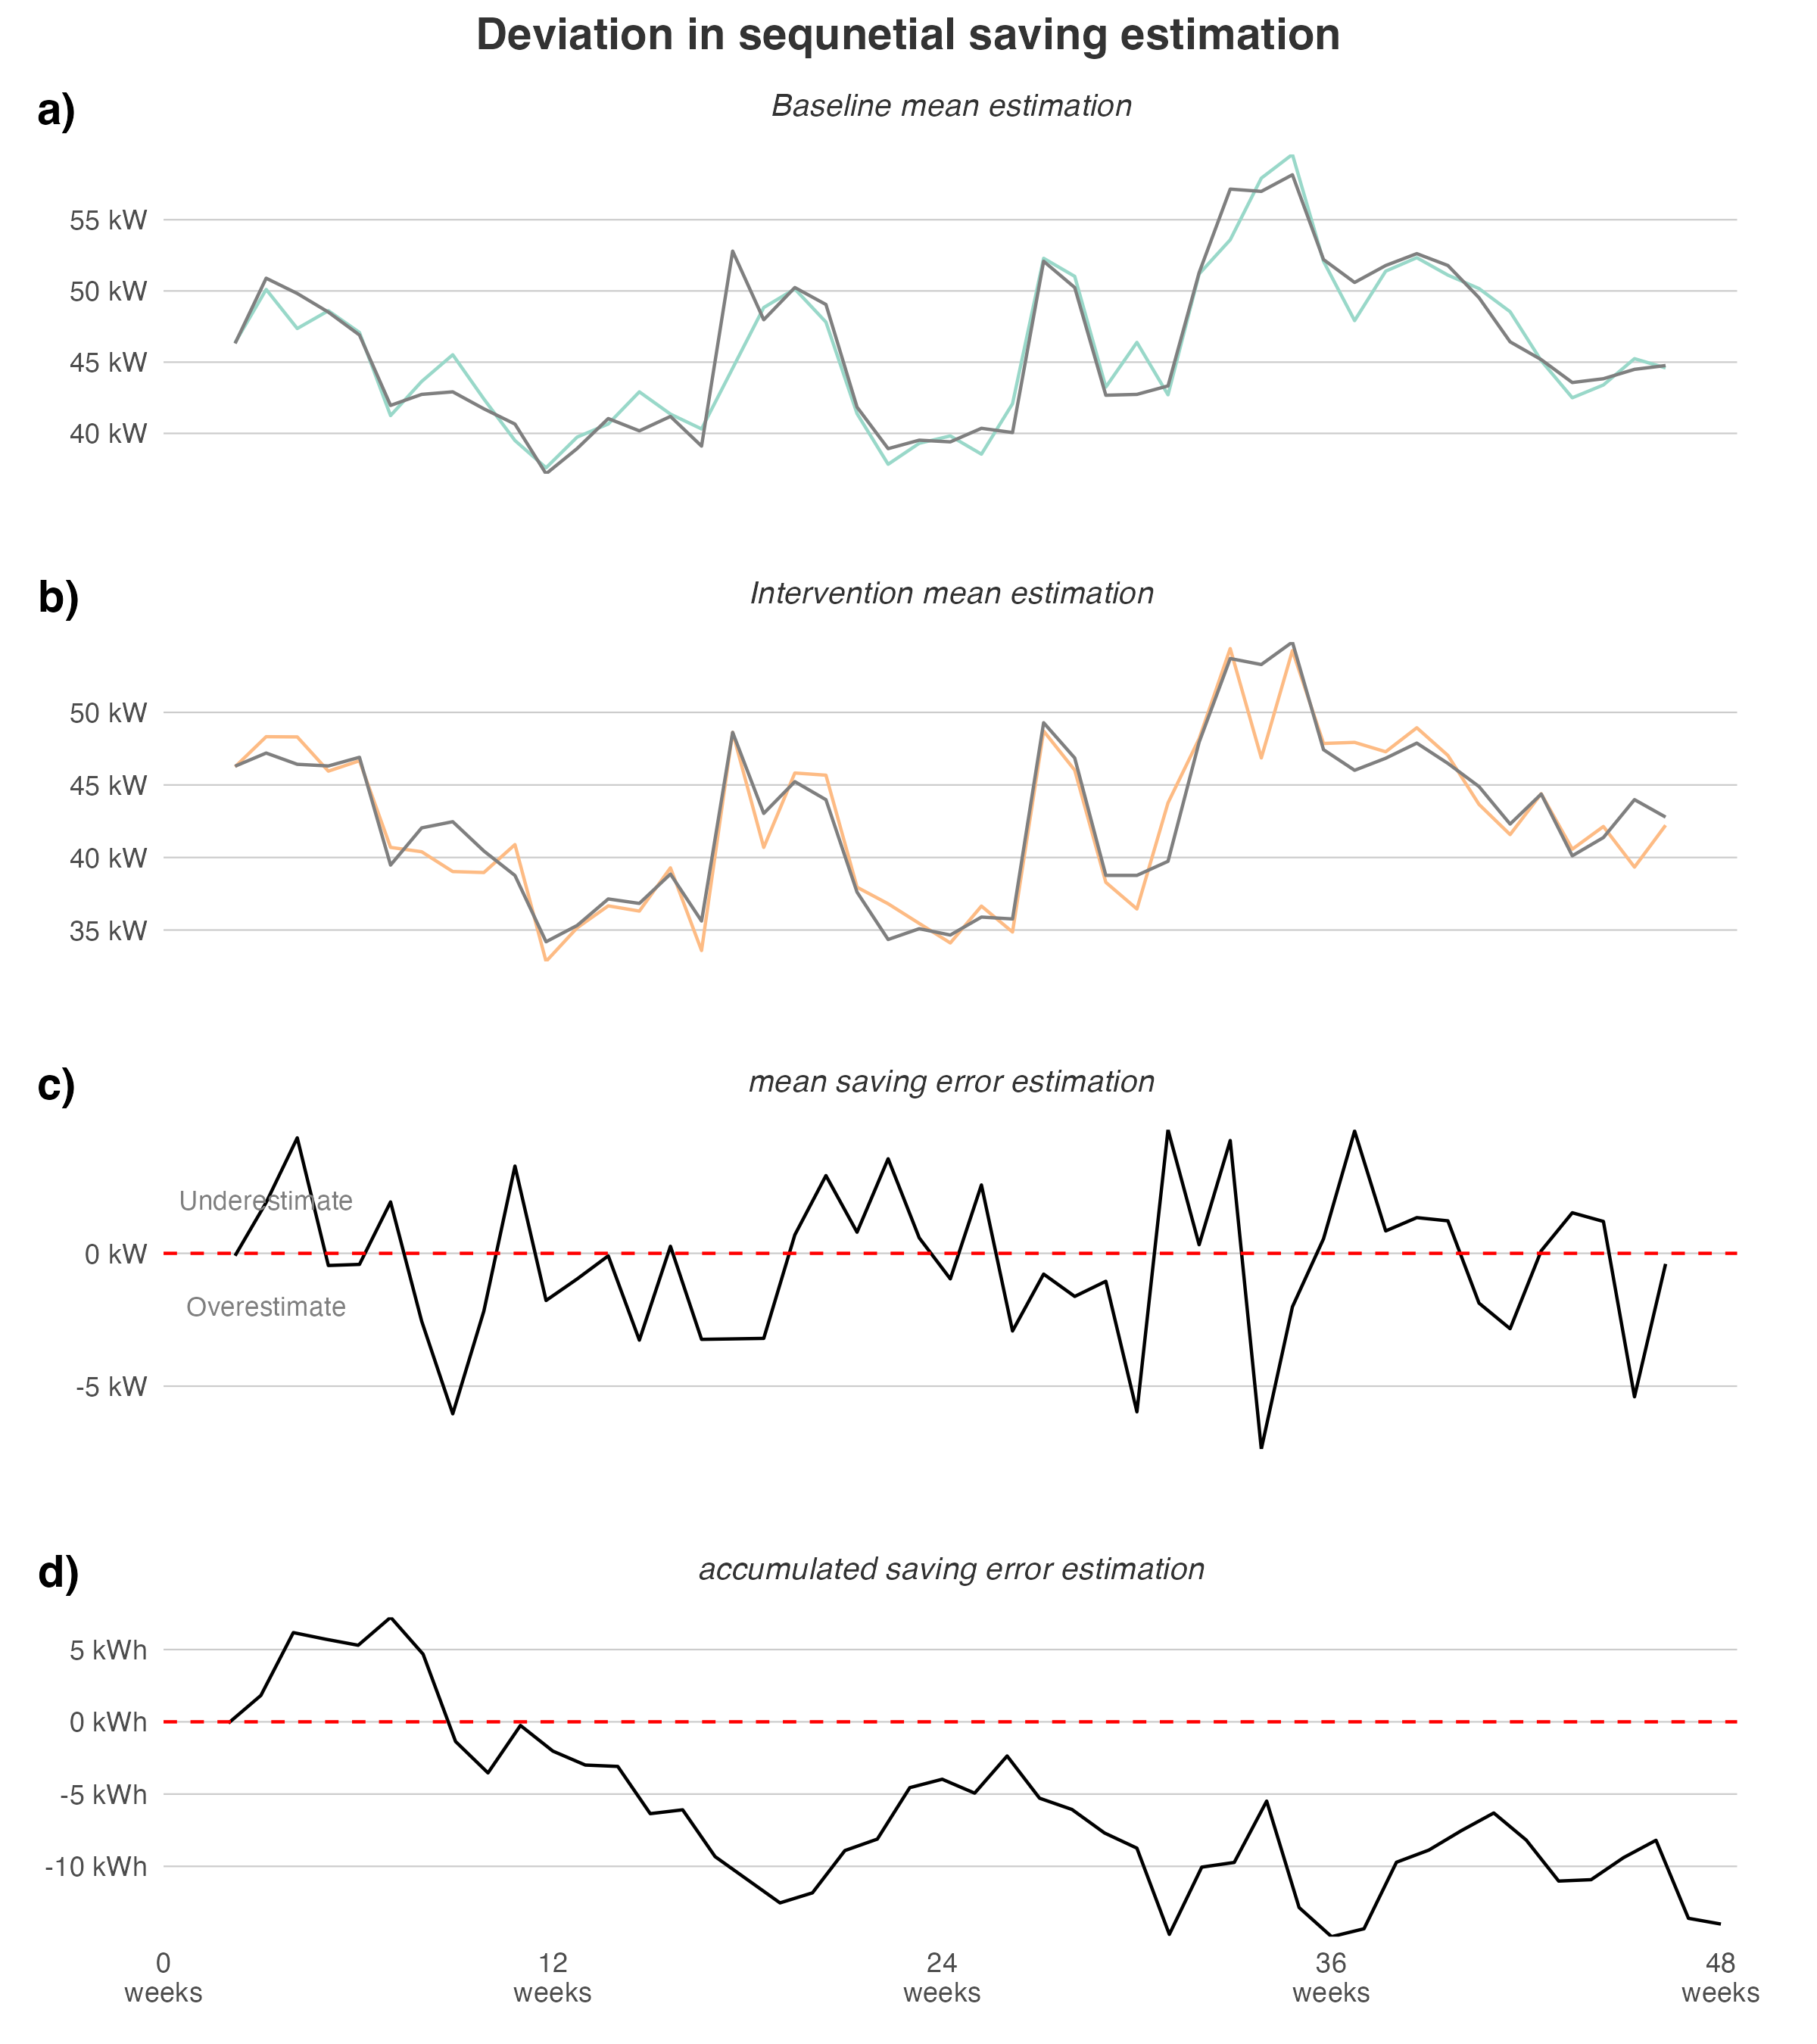 Deviation in sequnetial saving estimation
a)
Baseline mean estimation
55 kW
50 kW
45 kW
40 kW
b)
Intervention mean estimation
50 kW
45 kW
40 kW
35 kW
c)
mean saving error estimation
Underestimate
0 kW
Overestimate
-5 kW
d)
accumulated saving error estimation
5 kWh
0 kWh
-5 kWh
-10 kWh
0 12 24 36 48
weeks weeks weeks weeks weeks